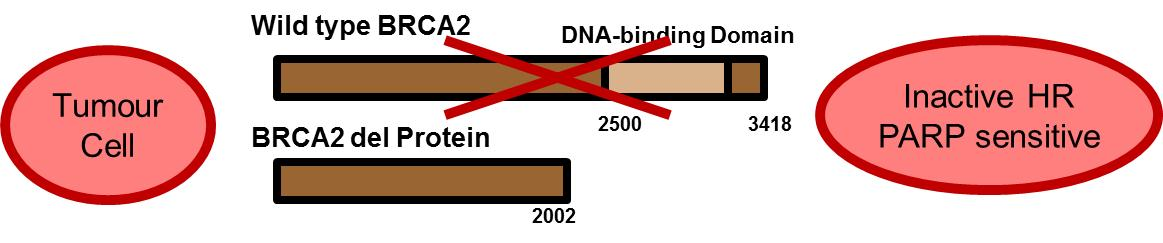 Tumour
Cell
Wild type BRCA2
DNA-binding Domain
2500
3418
BRCA2 del Protein
2002
Inactive HR
PARP sensitive